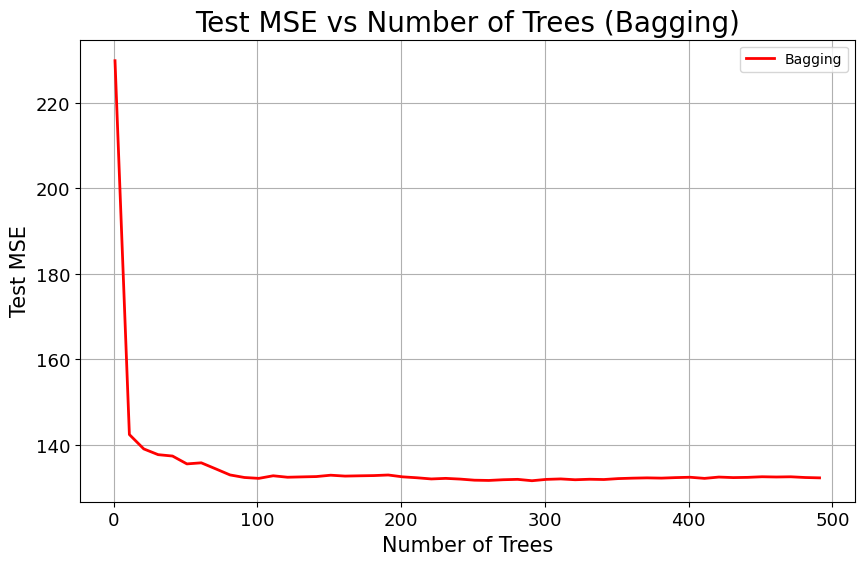 Test MSE vs Number of Trees (Bagging)
Bagging
220
200
180
160
140
Test MSE
0 100 200 300 400 500
Number of Trees